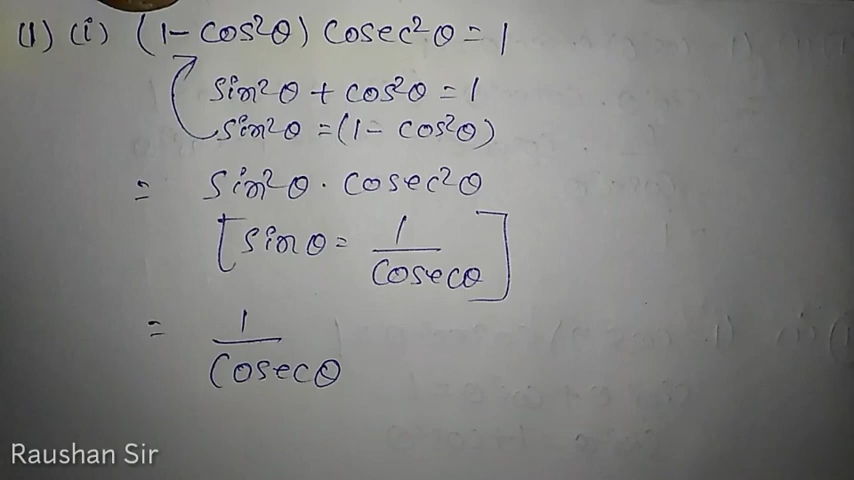 (1) (i) (1 - cos²θ) cosec²θ = 1
sin²θ + cos²θ = 1
sin²θ = (1 - cos²θ)
= sin²θ . cosec²θ
[sinθ = 1/cosecθ]
= 1/cosecθ
Raushan Sir